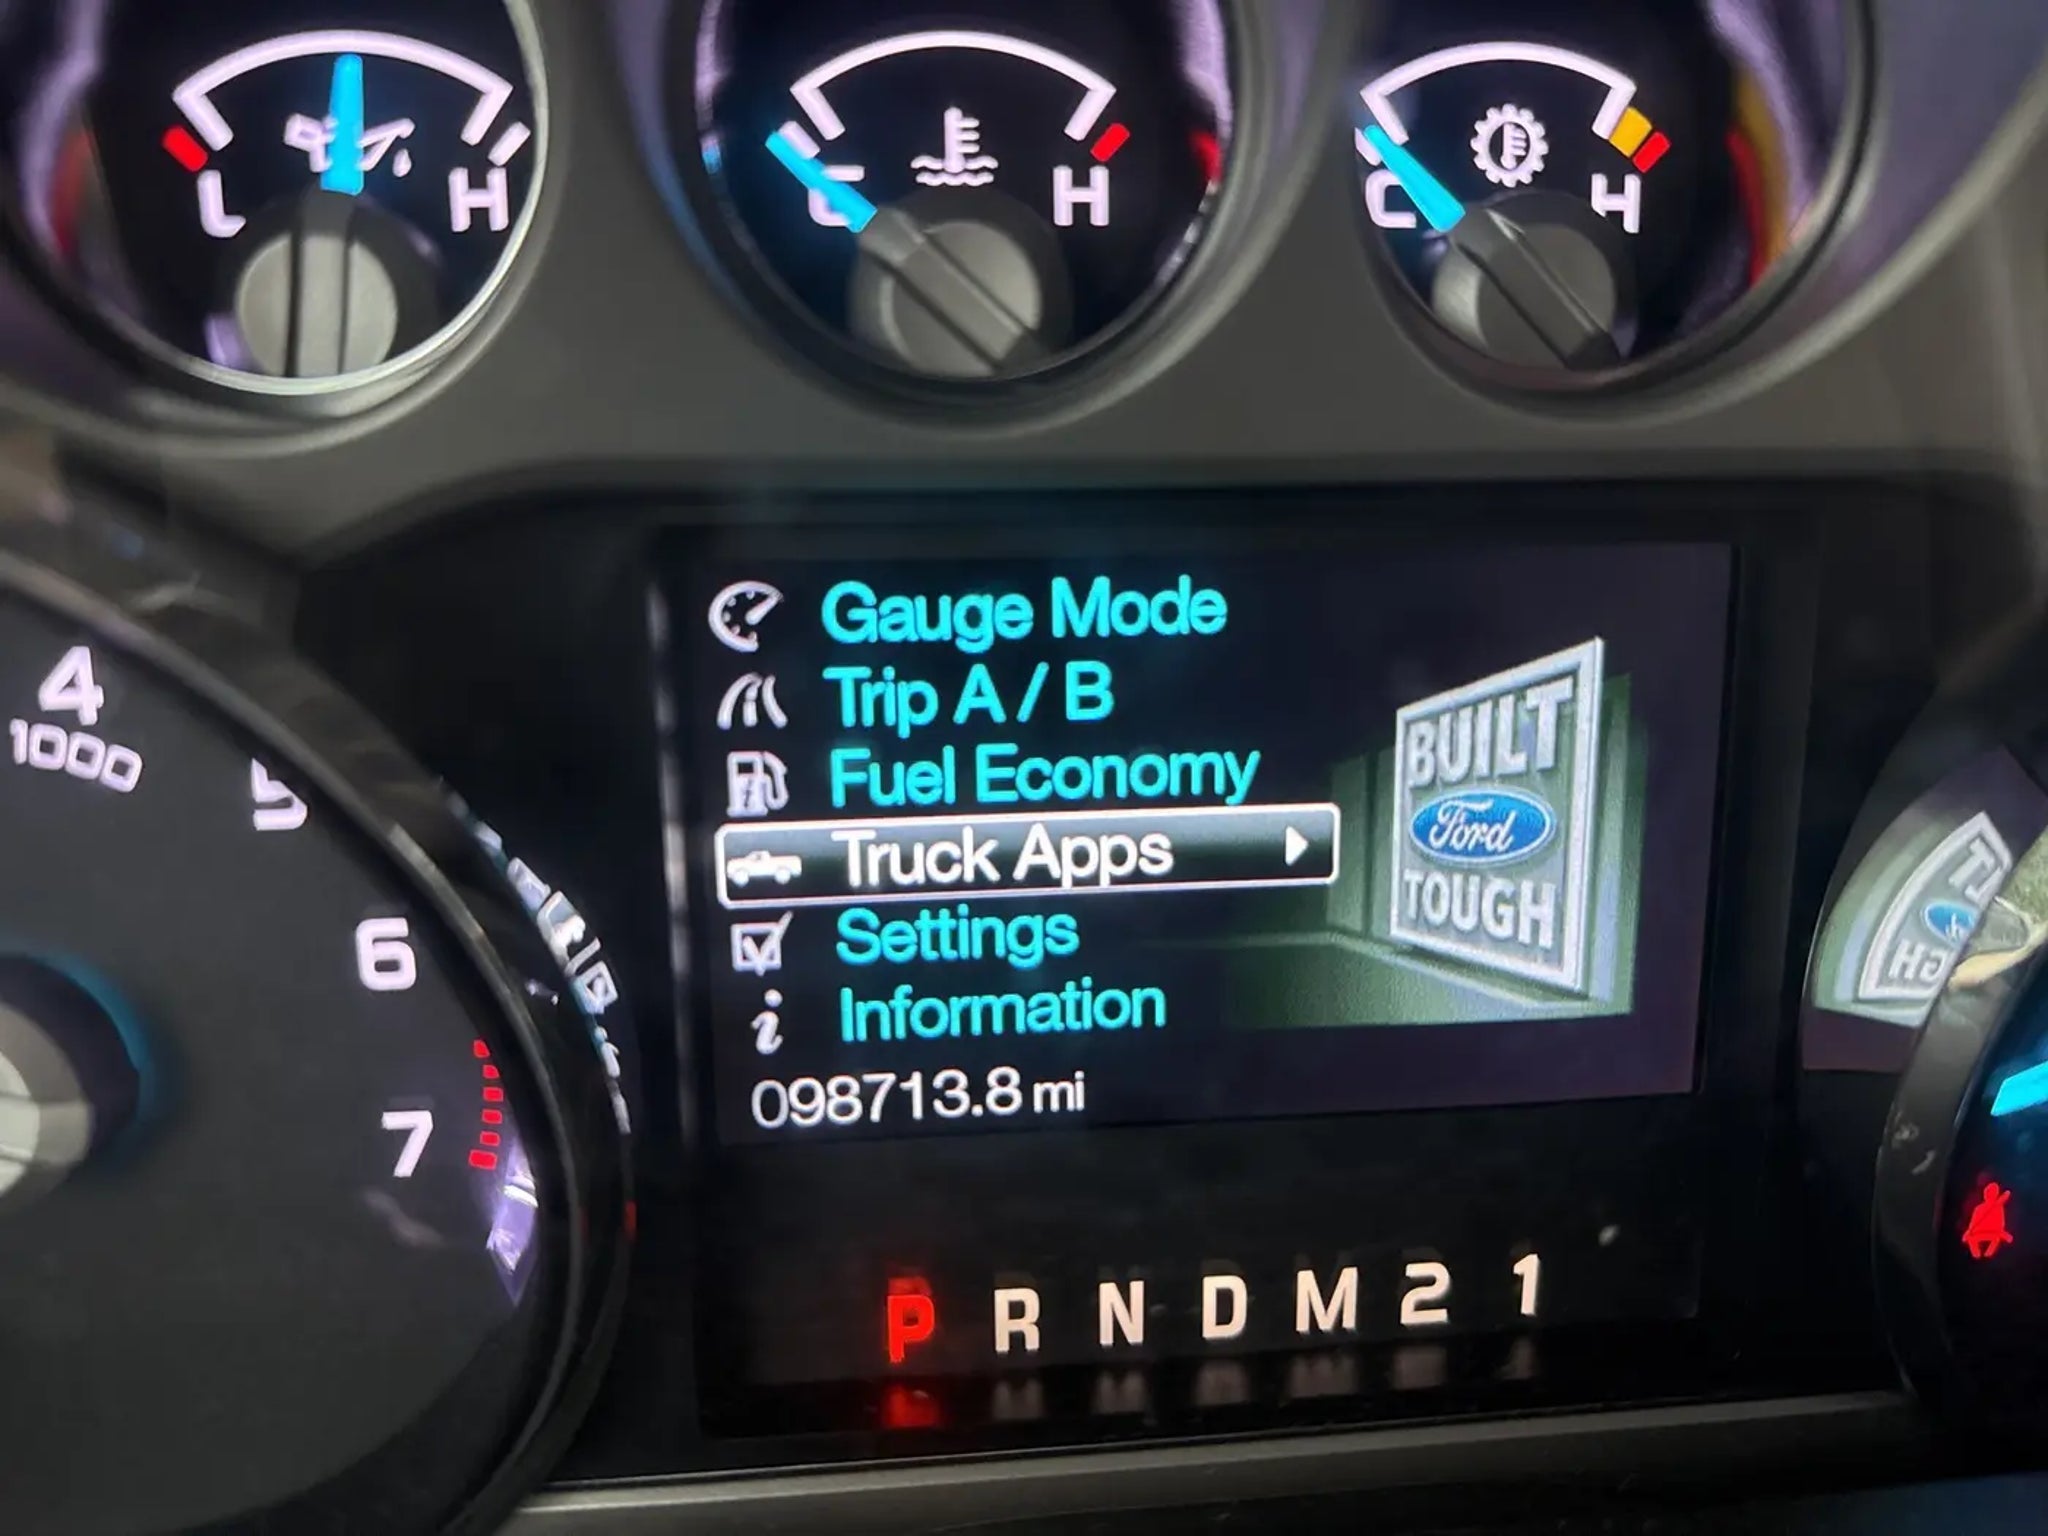 L H
C H
C H
4
1000
5
6
7
Gauge Mode
Trip A / B
Fuel Economy
Truck Apps
Settings
Information
098713.8 mi
BUILT
Ford
TOUGH
P R N D M 2 1